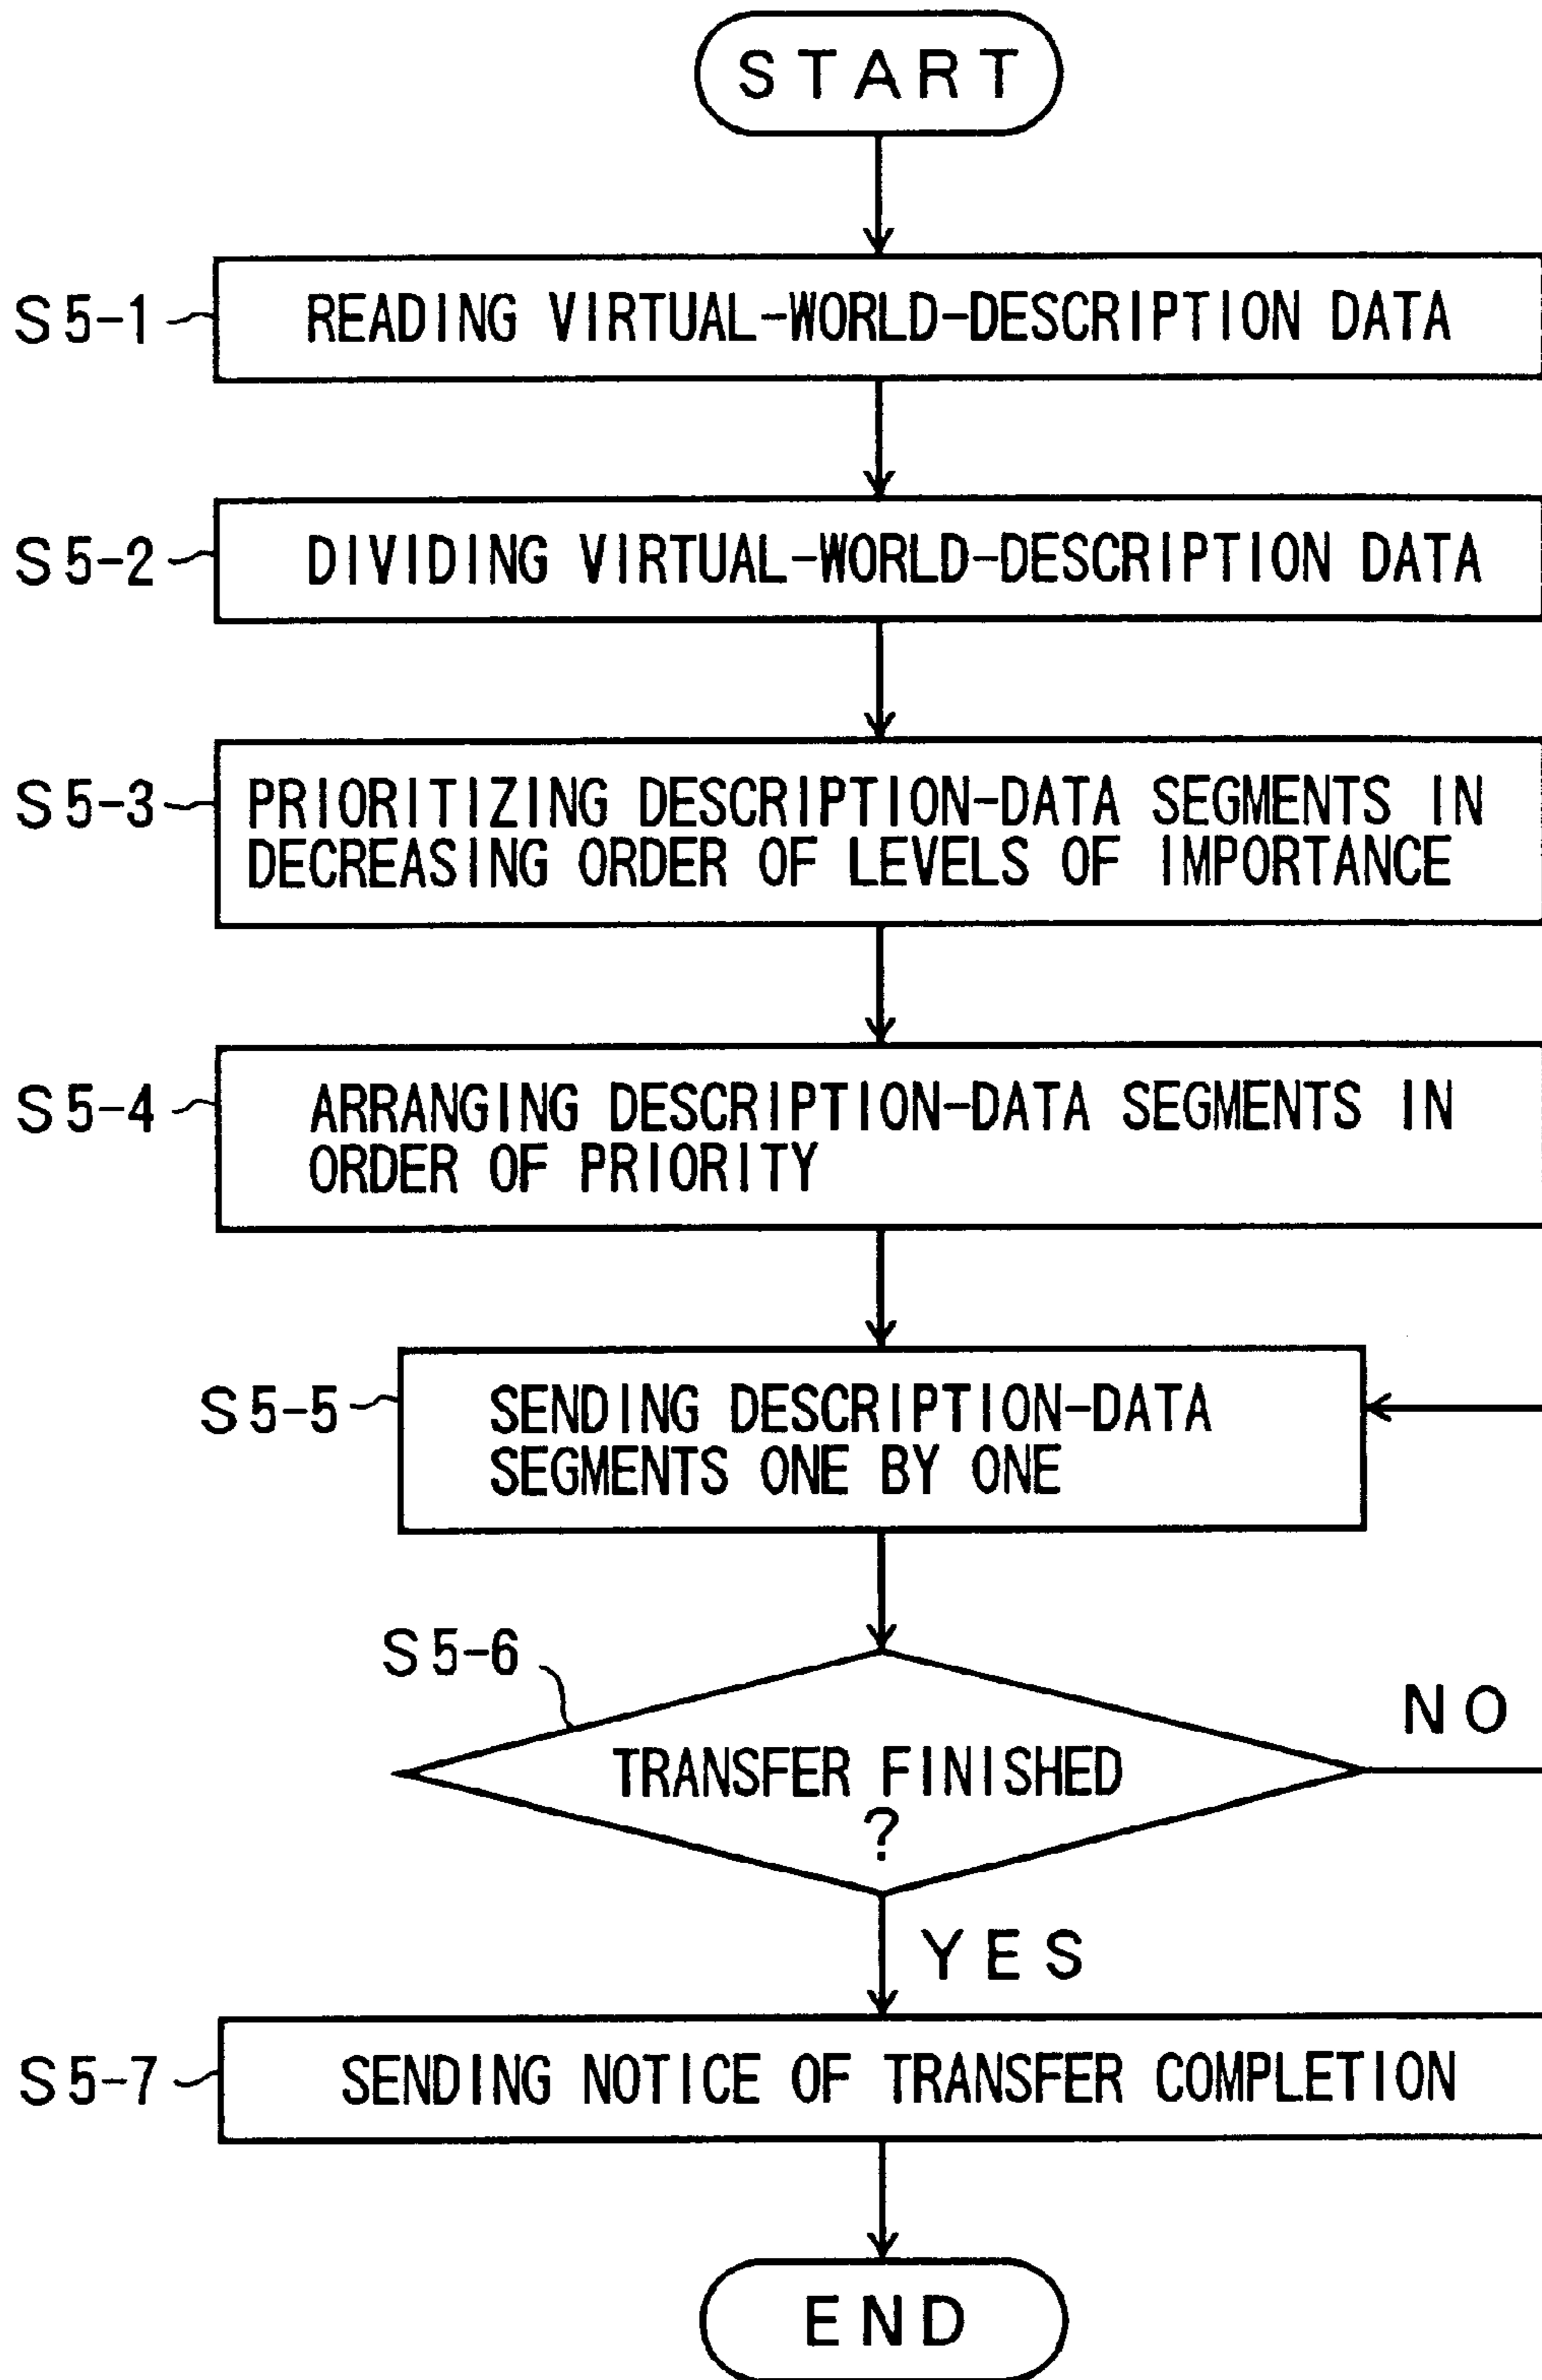 START
S5-1
READING VIRTUAL-WORLD-DESCRIPTION DATA
S5-2
DIVIDING VIRTUAL-WORLD-DESCRIPTION DATA
S5-3
PRIORITIZING DESCRIPTION-DATA SEGMENTS IN
DECREASING ORDER OF LEVELS OF IMPORTANCE
S5-4
ARRANGING DESCRIPTION-DATA SEGMENTS IN
ORDER OF PRIORITY
S5-5
SENDING DESCRIPTION-DATA
SEGMENTS ONE BY ONE
S5-6
TRANSFER FINISHED
?
NO
YES
S5-7
SENDING NOTICE OF TRANSFER COMPLETION
END